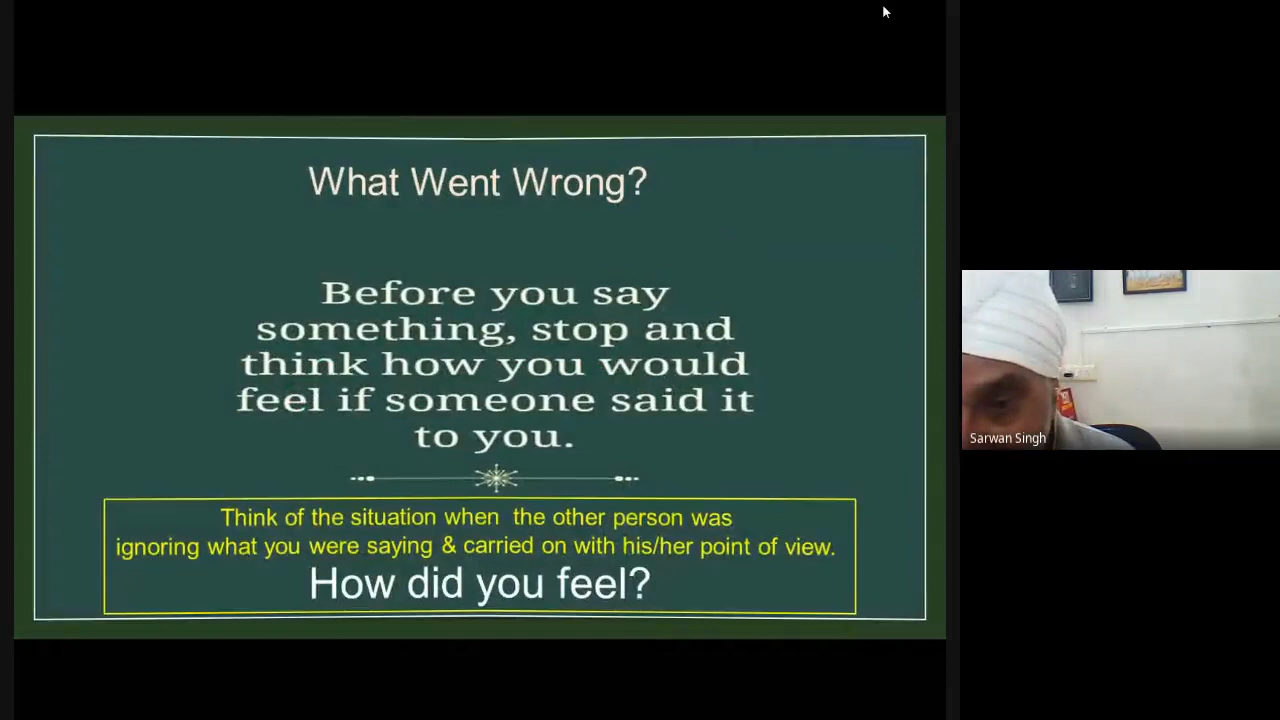 What Went Wrong?
Before you say
something, stop and
think how you would
feel if someone said it
to you.
Think of the situation when the other person was
ignoring what you were saying & carried on with his/her point of view.
How did you feel?
Sarwan Singh